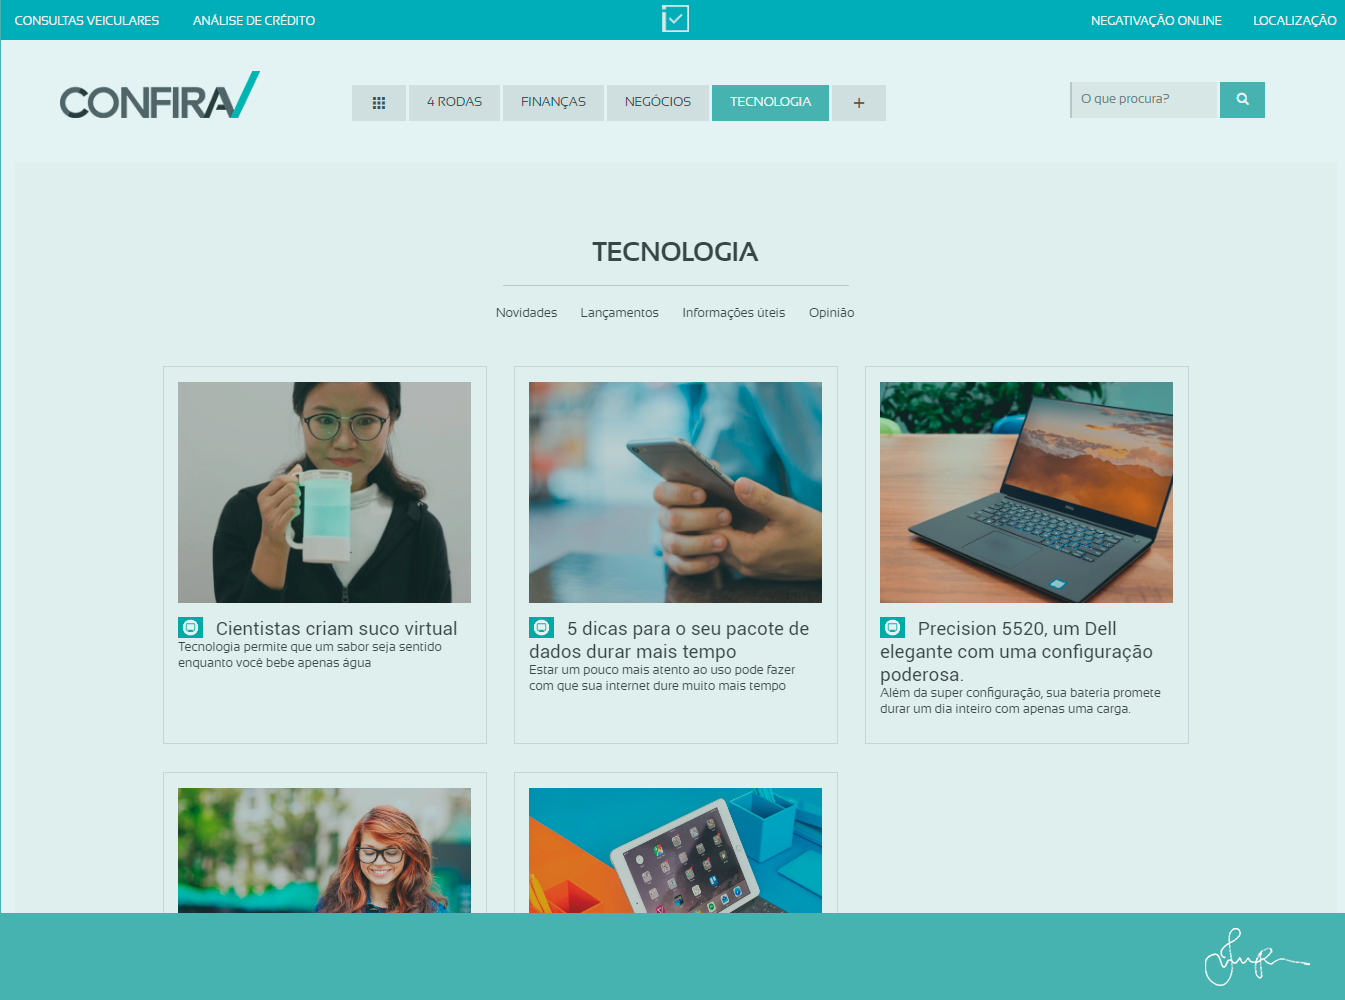 CONSULTAS VEICULARES
ANÁLISE DE CRÉDITO
NEGATIVAÇÃO ONLINE
LOCALIZAÇÃO
CONFIRA
4 RODAS
FINANÇAS
NEGÓCIOS
TECNOLOGIA
+
O que procura?
TECNOLOGIA
Novidades
Lançamentos
Informações úteis
Opinião
Cientistas criam suco virtual
Tecnologia permite que um sabor seja sentido
enquanto você bebe apenas água
5 dicas para o seu pacote de
dados durar mais tempo
Estar um pouco mais atento ao uso pode fazer
com que sua internet dure muito mais tempo
Precision 5520, um Dell
elegante com uma configuração
poderosa.
Além da super configuração, sua bateria promete
durar um dia inteiro com apenas uma carga.